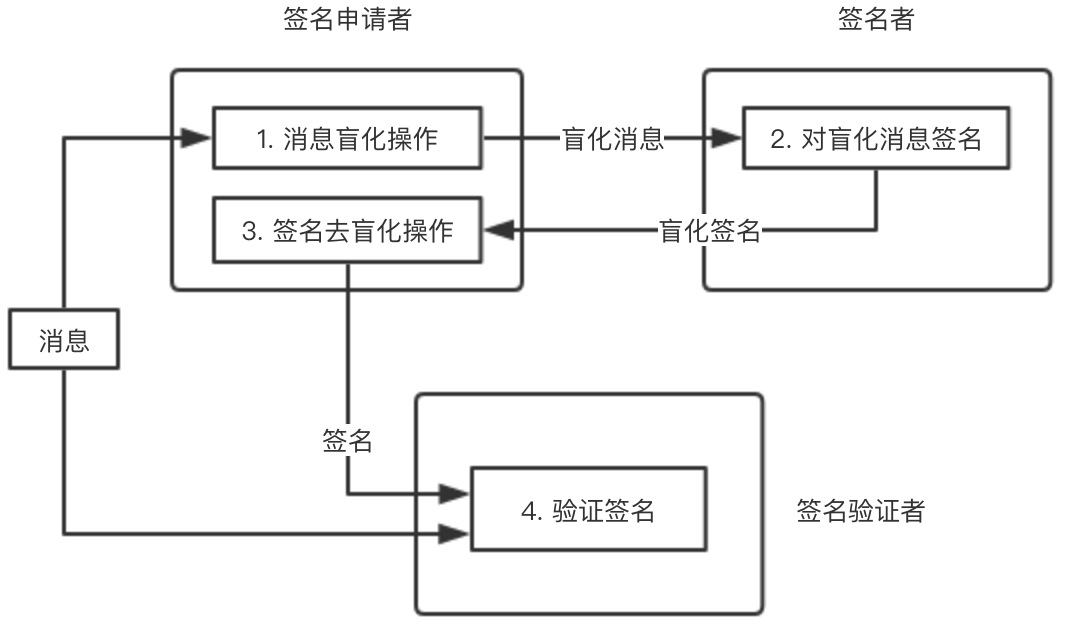 签名申请者
签名者
1. 消息盲化操作
盲化消息
2. 对盲化消息签名
3. 签名去盲化操作
盲化签名
消息
签名
4. 验证签名
签名验证者